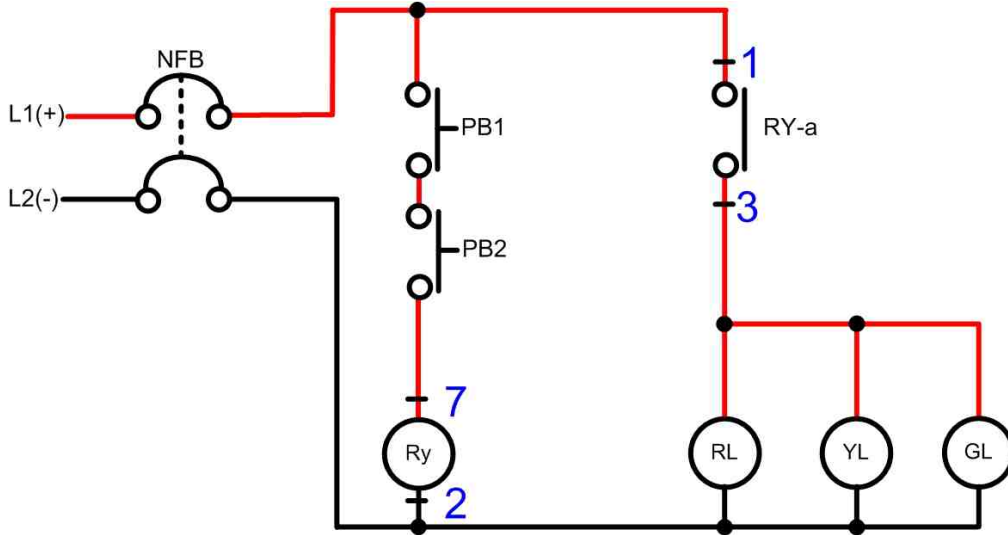 NFB
L1(+)
L2(-)
PB1
PB2
1
RY-a
3
7
Ry
2
RL
YL
GL